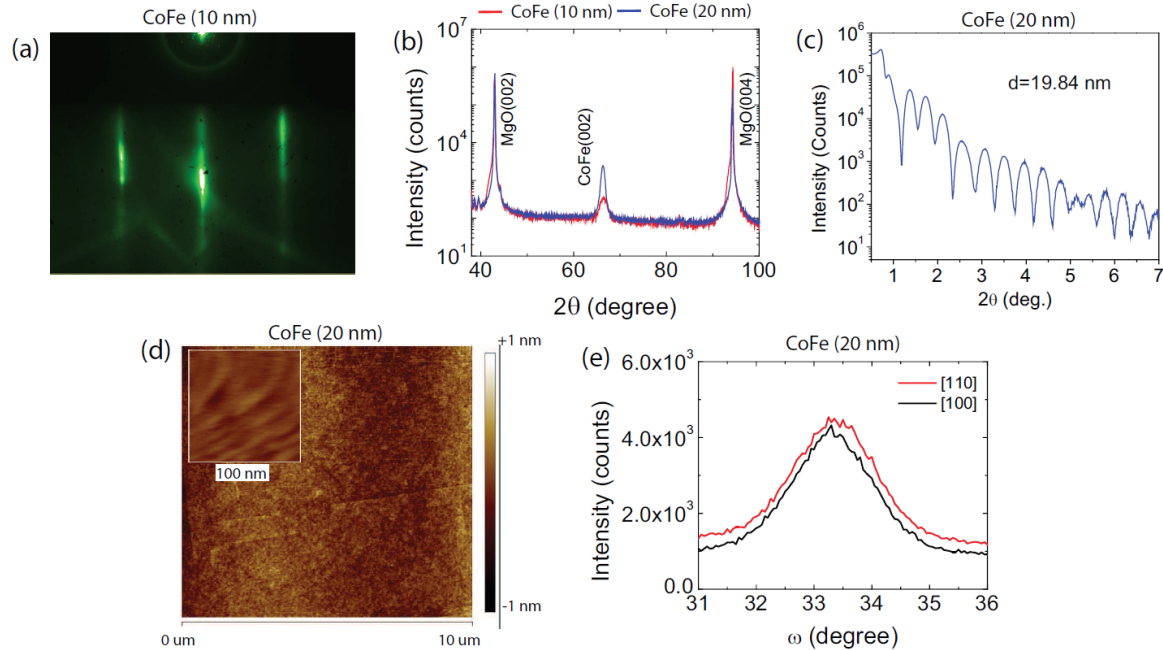 CoFe (10 nm)
(a)
(b)
CoFe (10 nm) CoFe (20 nm)
Intensity (counts)
10^7
10^4
10^1
MgO(002)
CoFe(002)
MgO(004)
40 60 80 100
2θ (degree)
(c)
CoFe (20 nm)
Intensity (Counts)
10^6
10^5
10^4
10^3
10^2
10^1
d=19.84 nm
1 2 3 4 5 6 7
2θ (deg.)
(d)
CoFe (20 nm)
+1 nm
100 nm
-1 nm
0 um 10 um
(e)
CoFe (20 nm)
Intensity (counts)
6.0x10^3
4.0x10^3
2.0x10^3
0.0
[110]
[100]
31 32 33 34 35 36
ω (degree)